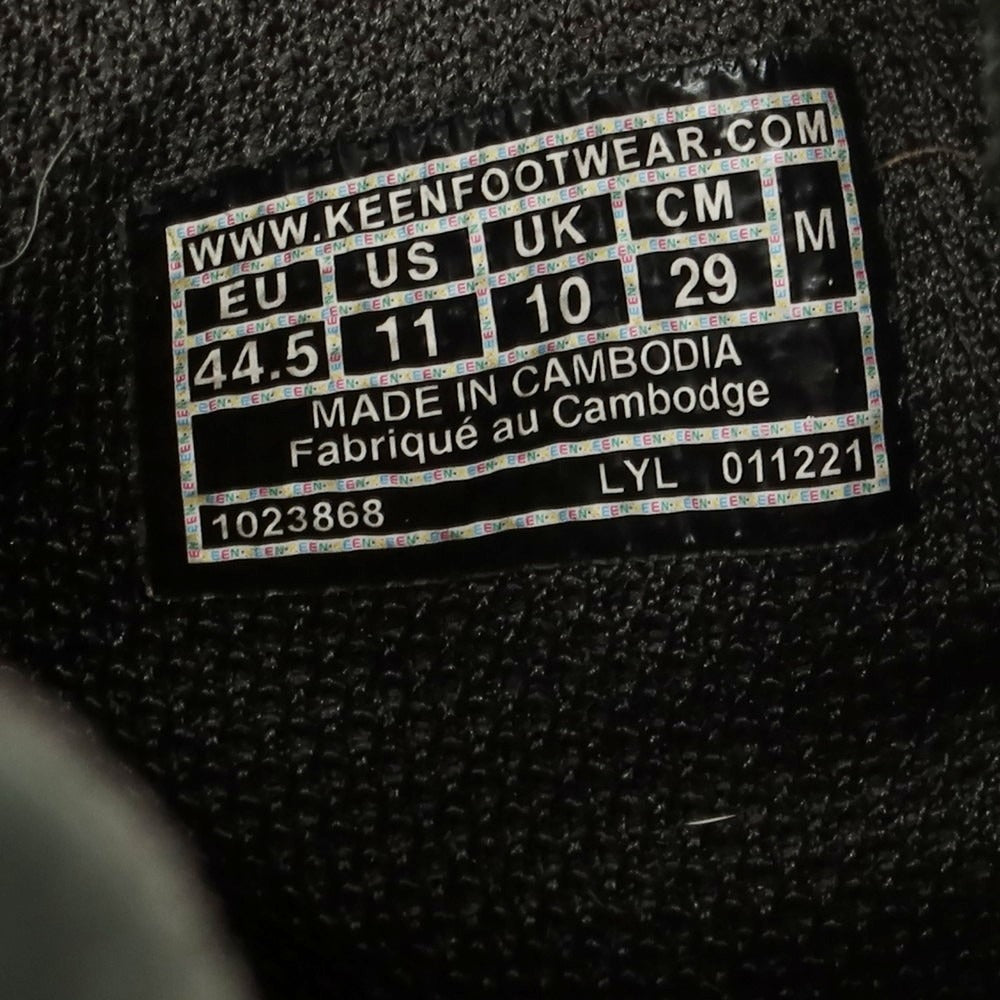 WWW.KEENFOOTWEAR.COM
EU US UK CM M
44.5 11 10 29
MADE IN CAMBODIA
Fabriqué au Cambodge
1023868 LYL 011221